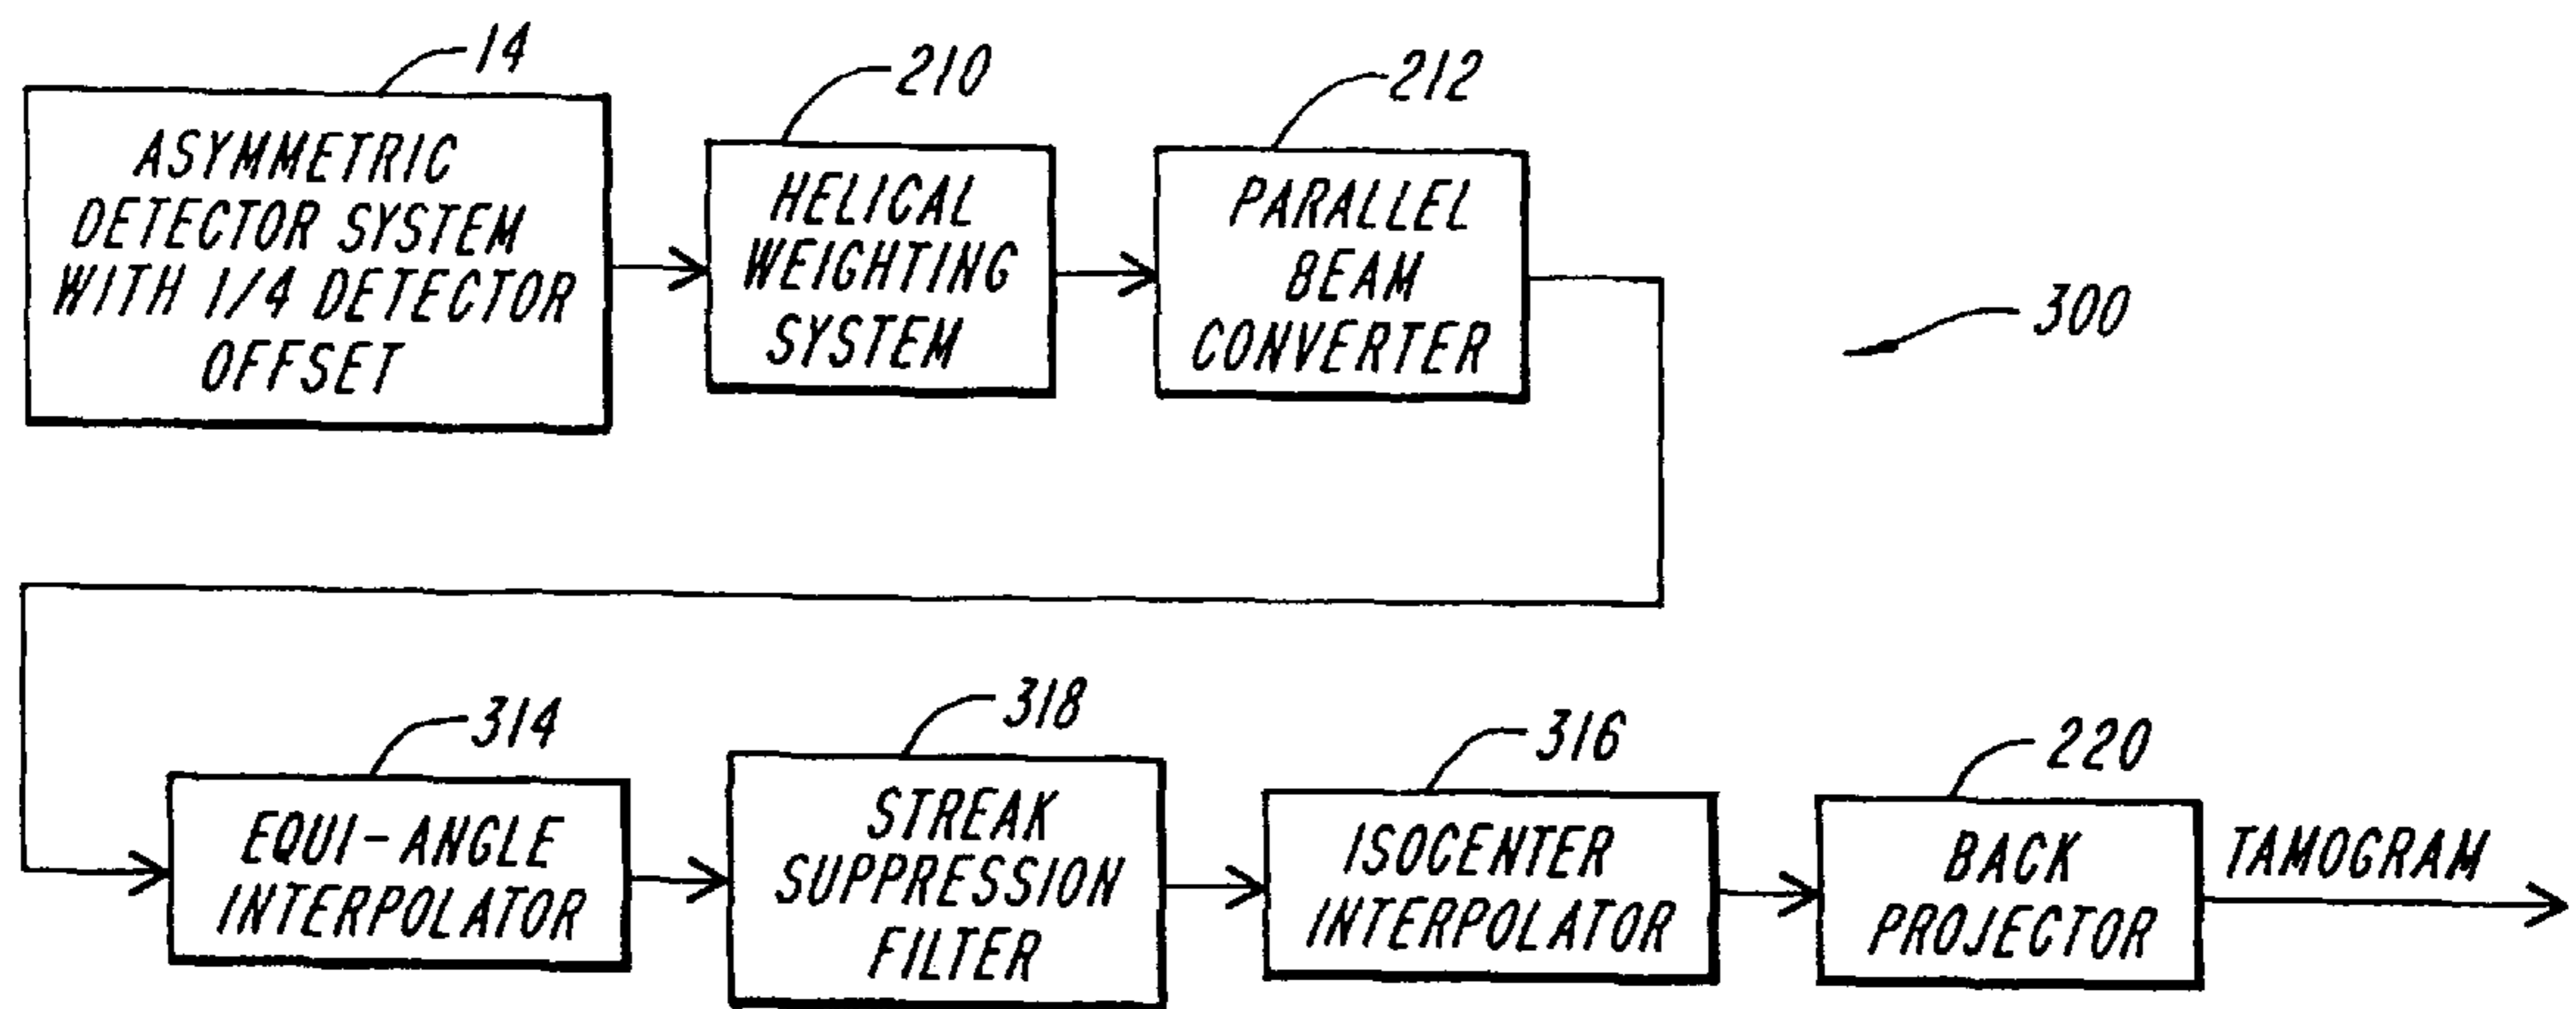 14
ASYMMETRIC
DETECTOR SYSTEM
WITH 1/4 DETECTOR
OFFSET
210
HELICAL
WEIGHTING
SYSTEM
212
PARALLEL
BEAM
CONVERTER
300
314
EQUI-ANGLE
INTERPOLATOR
318
STREAK
SUPPRESSION
FILTER
316
ISOCENTER
INTERPOLATOR
220
BACK
PROJECTOR
TAMOGRAM